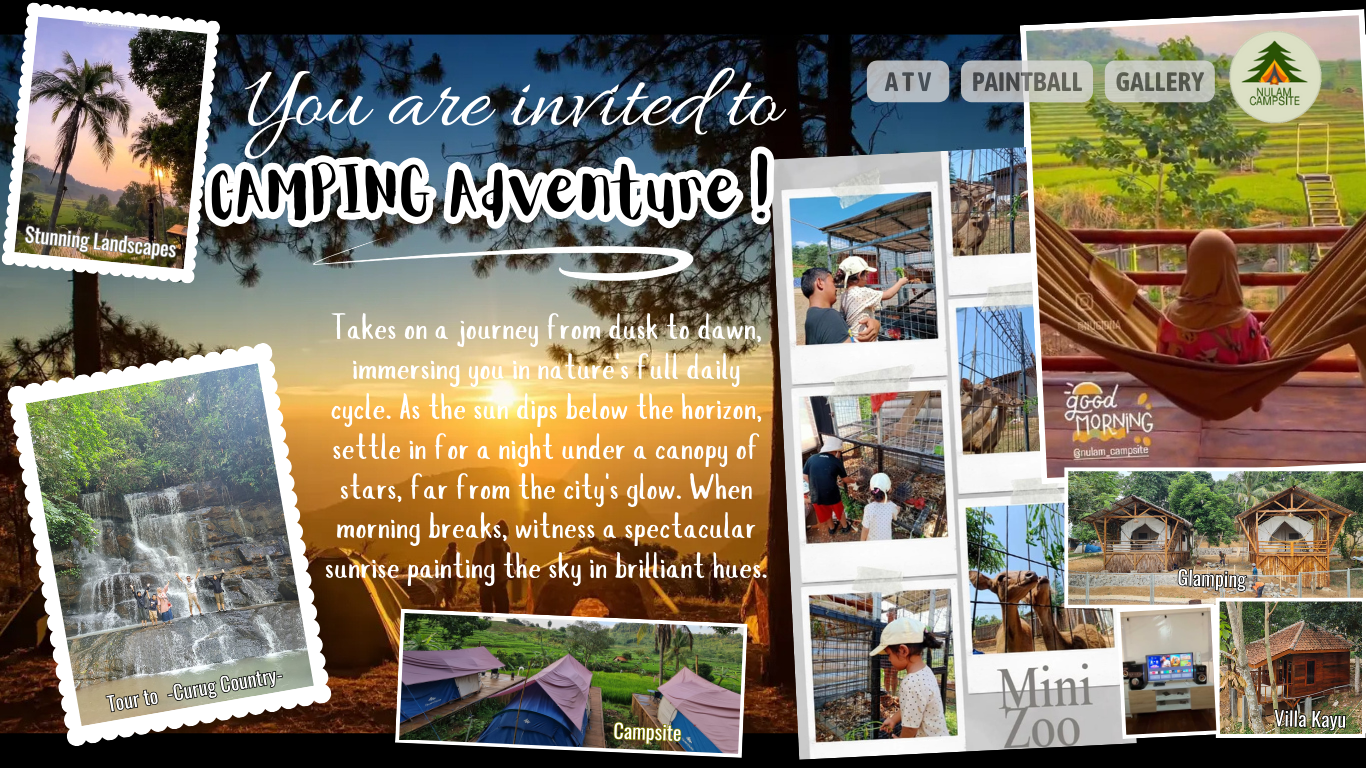 You are invited to
CAMPING Adventure !
ATV
PAINTBALL
GALLERY
NULAM
CAMPSITE
Stunning Landscapes
Takes on a journey from dusk to dawn,
immersing you in nature's full daily
cycle. As the sun dips below the horizon,
settle in for a night under a canopy of
stars, far from the city's glow. When
morning breaks, witness a spectacular
sunrise painting the sky in brilliant hues.
good
MORNING
@nulam_campsite
Tour to -Curug Country-
Campsite
Mini
Zoo
Glamping
Villa Kayu